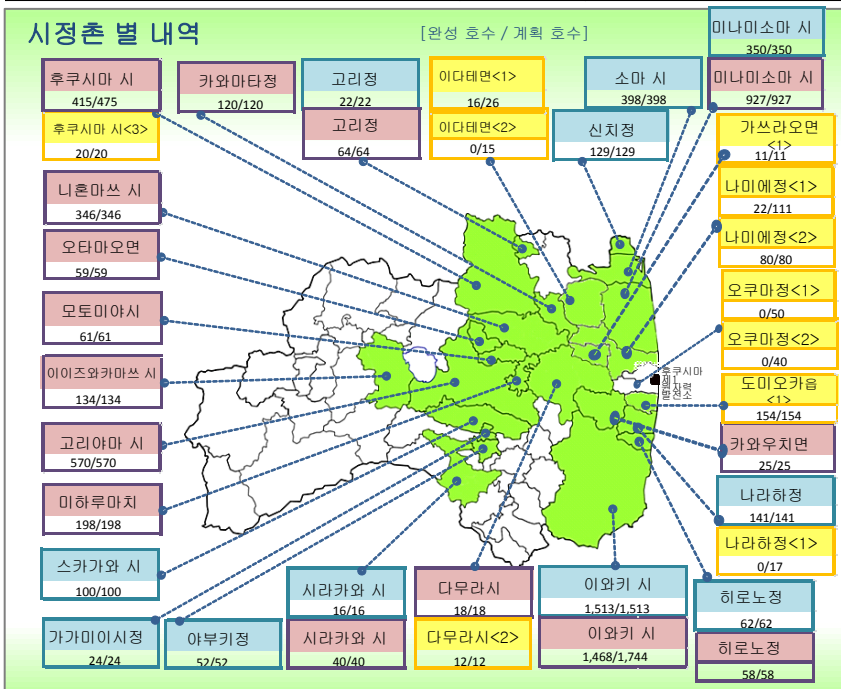 시정촌 별 내역
[완성 호수 / 계획 호수]
미나미소마 시
350/350
후쿠시마 시
415/475
카와마타정
120/120
고리정
22/22
이다테면<1>
16/26
소마 시
398/398
미나미소마 시
927/927
후쿠시마 시<3>
20/20
고리정
64/64
이다테면<2>
0/15
신치정
129/129
가쓰라오면
<1>
11/11
니혼마쓰 시
346/346
나미에정<1>
22/111
오타마오면
59/59
나미에정<2>
80/80
모토미야시
61/61
오쿠마정<1>
0/50
오쿠마정<2>
0/40
이이즈와카마쓰 시
134/134
후쿠시마
제1
원자력
발전소
도미오카읍
<1>
154/154
고리야마 시
570/570
카와우치면
25/25
미하루마치
198/198
나라하정
141/141
나라하정<1>
0/17
스카가와 시
100/100
시라카와 시
16/16
다무라시
18/18
이와키 시
1,513/1,513
히로노정
62/62
가가미이시정
24/24
야부키정
52/52
시라카와 시
40/40
다무라시<2>
12/12
이와키 시
1,468/1,744
히로노정
58/58